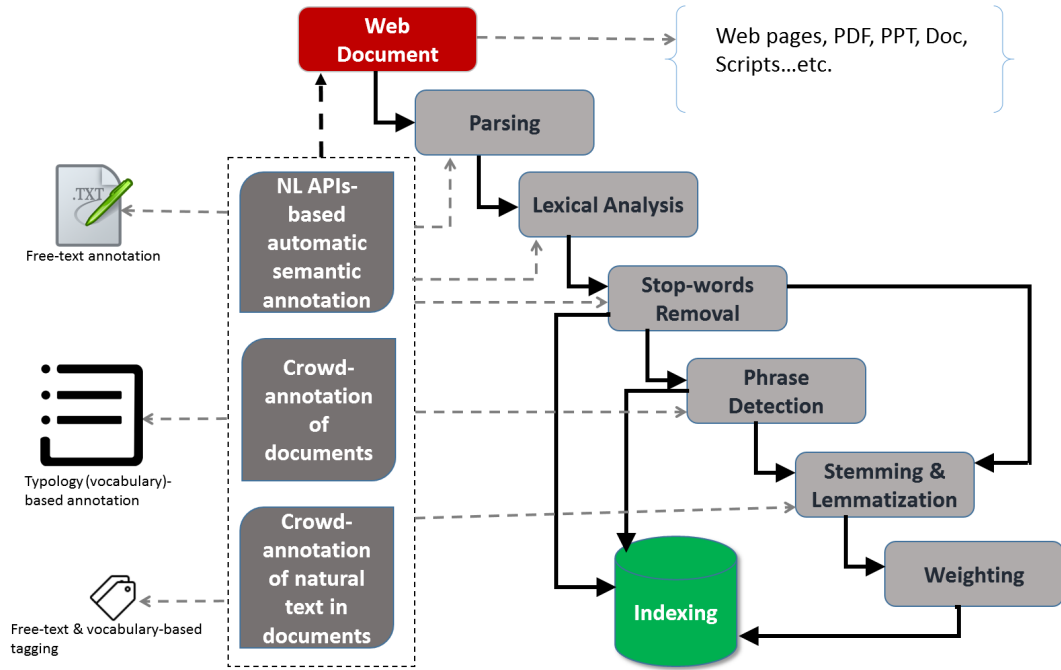 Web
Document
Web pages, PDF, PPT, Doc,
Scripts...etc.
Parsing
.TXT
Free-text annotation
NL APIs-
based
automatic
semantic
annotation
Lexical Analysis
Stop-words
Removal
Crowd-
annotation
of
documents
Phrase
Detection
Typology (vocabulary)-
based annotation
Stemming &
Lemmatization
Crowd-
annotation
of natural
text in
documents
Weighting
Indexing
Free-text & vocabulary-based
tagging